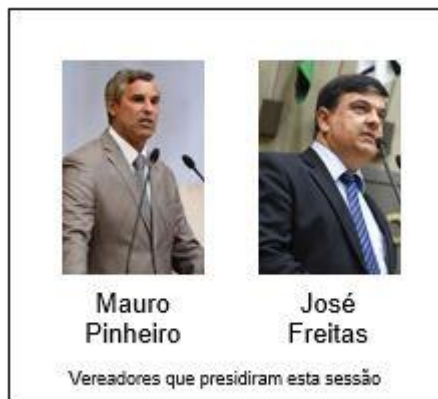 Mauro
Pinheiro
José
Freitas
Vereadores que presidiram esta sessão